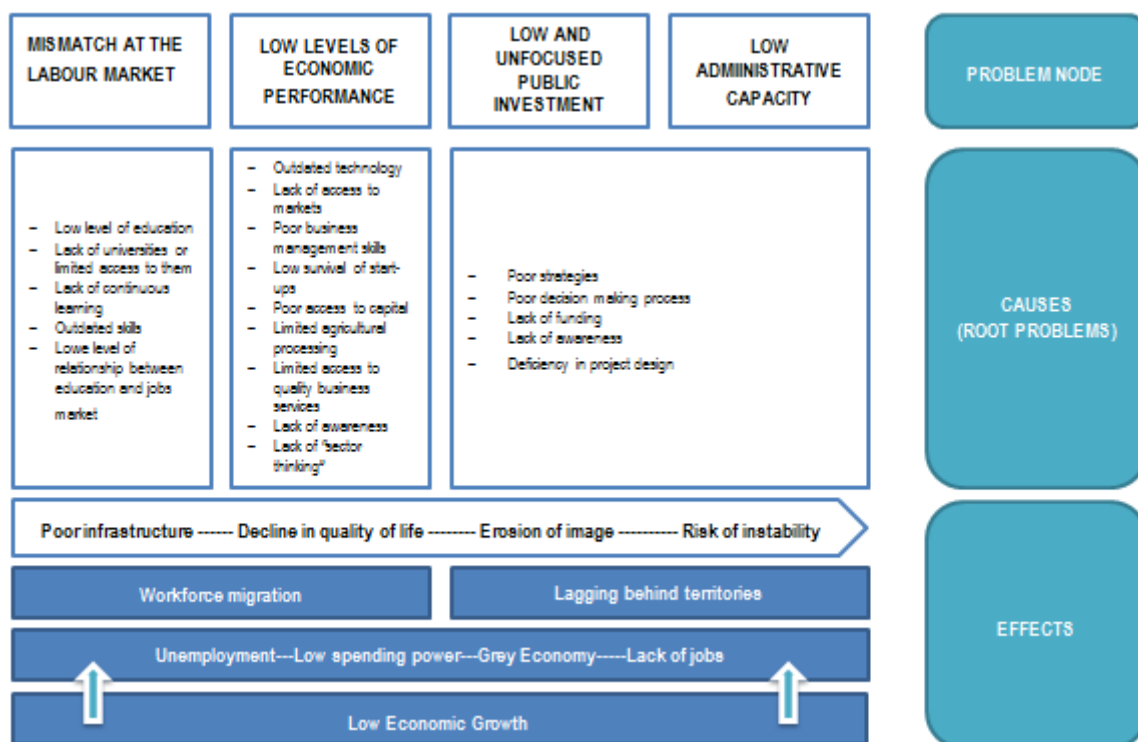 MISMATCH AT THE
LABOUR MARKET
LOW LEVELS OF
ECONOMIC
PERFORMANCE
LOW AND
UNFOCUSED
PUBLIC
INVESTMENT
LOW
ADMIINISTRATIVE
CAPACITY
PROBLEM NODE
– Low level of education
– Lack of universities or
limited access to them
– Lack of continuous
learning
– Outdated skills
– Lowe level of
relationship between
education and jobs
market
– Outdated technology
– Lack of access to
markets
– Poor business
management skills
– Low survival of start-
ups
– Poor access to capital
– Limited agricultural
processing
– Limited access to
quality business
services
– Lack of awareness
– Lack of "sector
thinking"
– Poor strategies
– Poor decision making process
– Lack of funding
– Lack of awareness
– Deficiency in project design
CAUSES
(ROOT PROBLEMS)
Poor infrastructure ------ Decline in quality of life -------- Erosion of image ---------- Risk of instability
Workforce migration
Lagging behind territories
Unemployment---Low spending power---Grey Economy-----Lack of jobs
Low Economic Growth
EFFECTS